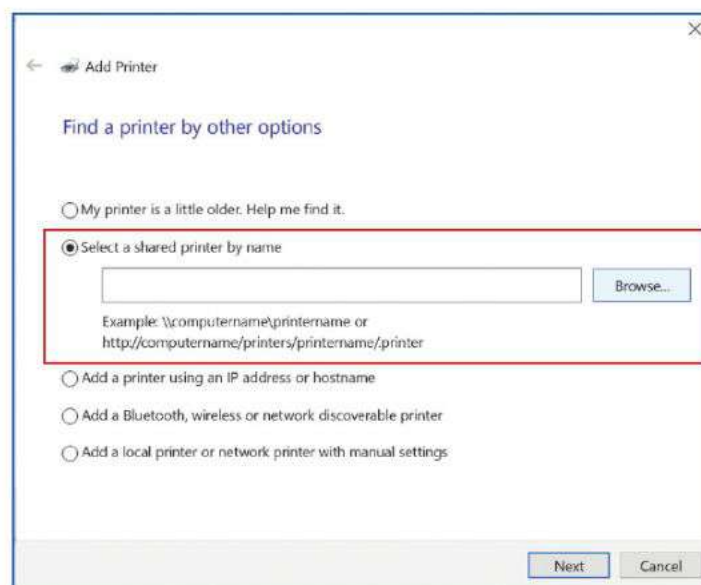 Add Printer
Find a printer by other options
My printer is a little older. Help me find it.
Select a shared printer by name
Browse...
Example: \\computername\printername or
http://computername/printers/printername/.printer
Add a printer using an IP address or hostname
Add a Bluetooth, wireless or network discoverable printer
Add a local printer or network printer with manual settings
Next Cancel